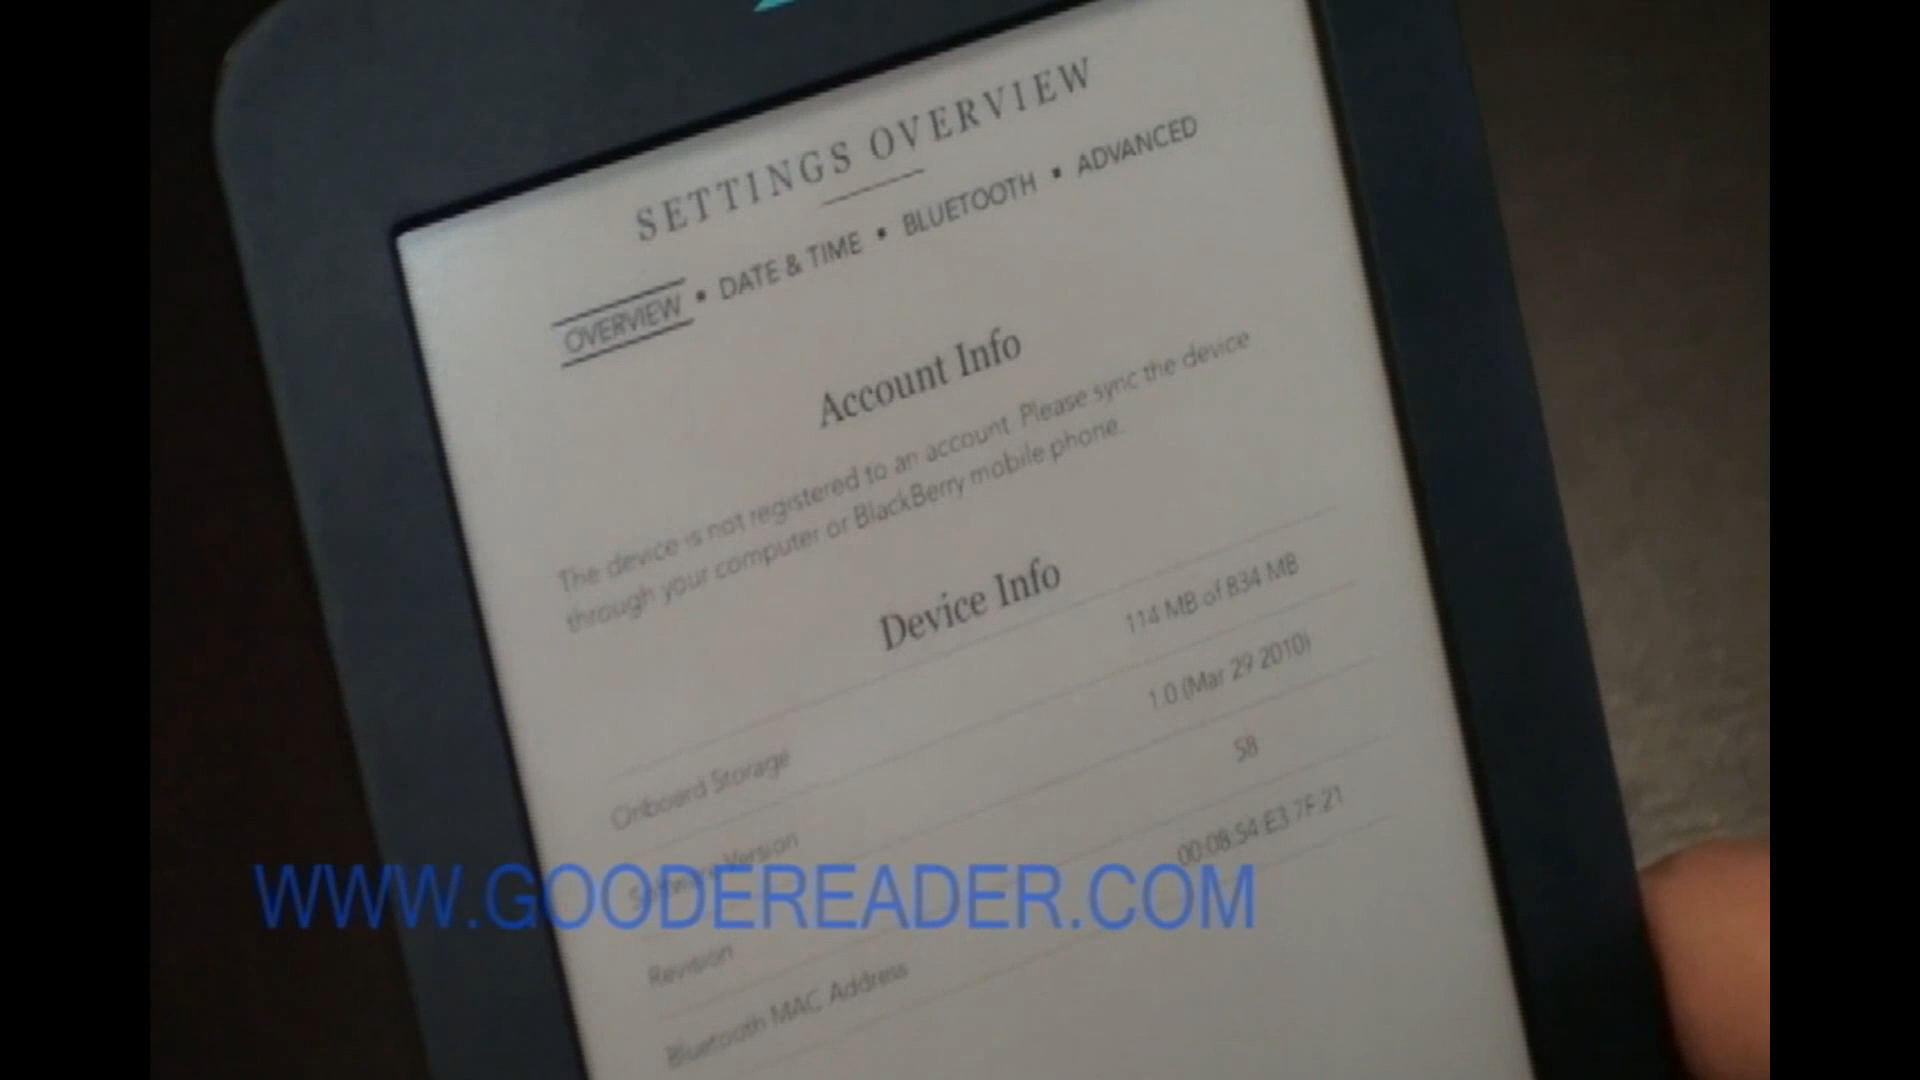 SETTINGS OVERVIEW
OVERVIEW • DATE & TIME • BLUETOOTH • ADVANCED
Account Info
The device is not registered to an account. Please sync the device
through your computer or BlackBerry mobile phone.
Device Info
Onboard Storage 114 MB of 834 MB
Software Version 1.0 (Mar 29 2010)
Revision 58
Bluetooth MAC Address 00:08:54:E3:7F:21
WWW.GOODEREADER.COM